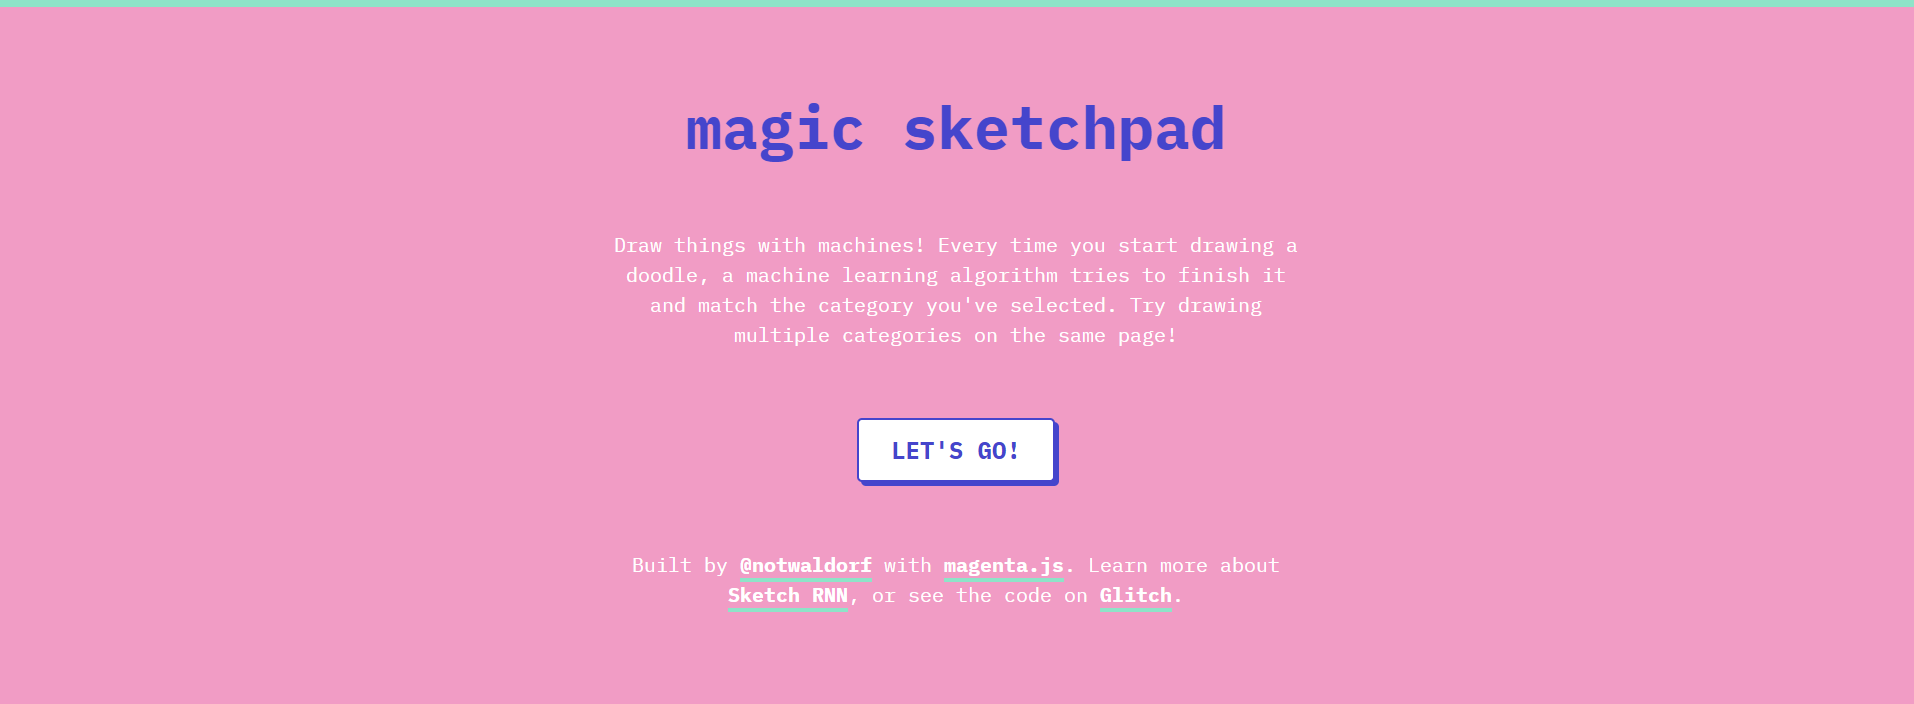 magic sketchpad
Draw things with machines! Every time you start drawing a
doodle, a machine learning algorithm tries to finish it
and match the category you've selected. Try drawing
multiple categories on the same page!
LET'S GO!
Built by @notwaldorf with magenta.js. Learn more about
Sketch RNN, or see the code on Glitch.